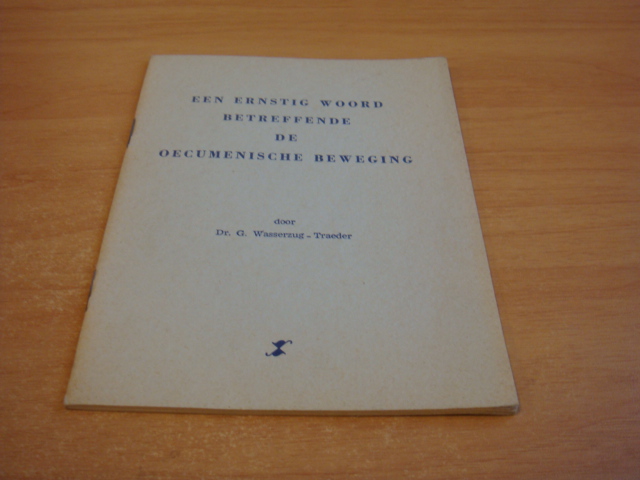 EEN ERNSTIG WOORD
BETREFFENDE
DE
OECUMENISCHE BEWEGING
door
Dr. G. Wasserzug - Traeder